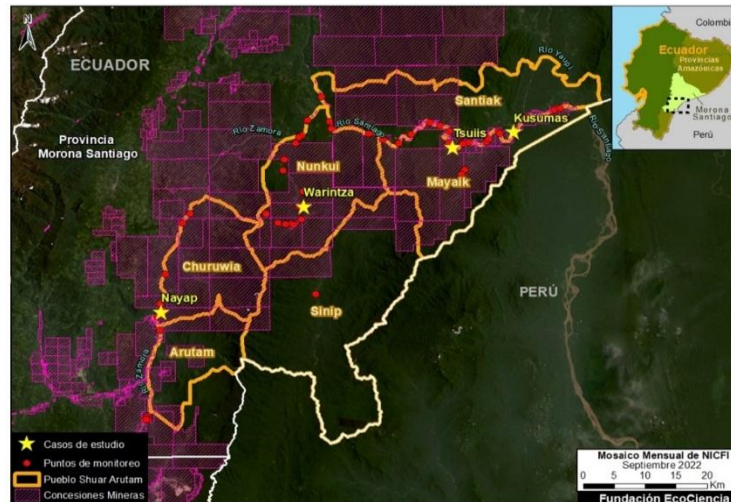 N
ECUADOR
Provincia
Morona Santiago
Río Zamora
Río Santiago
Río Yaupi
Santiak
Kusumas
Tsuiis
Río Santiago
Nunkui
Mayaik
Warintza
Churuwia
Nayap
Sinip
PERÚ
Arutam
Río Zamora
Colombia
Ecuador
Provincias
Amazónicas
Morona
Santiago
Perú
Casos de estudio
Puntos de monitoreo
Pueblo Shuar Arutam
Concesiones Mineras
Mosaico Mensual de NICFI
Septiembre 2022
0 5 10 15 20
Km
Fundación EcoCiencia